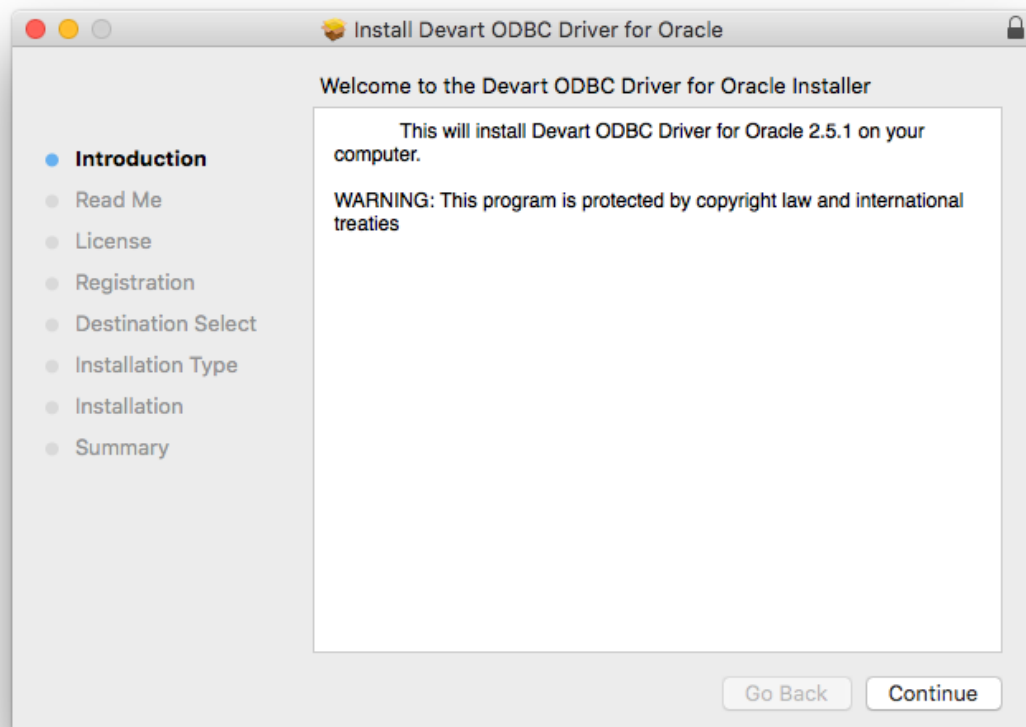 Install Devart ODBC Driver for Oracle
Welcome to the Devart ODBC Driver for Oracle Installer
Introduction
Read Me
License
Registration
Destination Select
Installation Type
Installation
Summary
This will install Devart ODBC Driver for Oracle 2.5.1 on your
computer.
WARNING: This program is protected by copyright law and international
treaties
Go Back
Continue